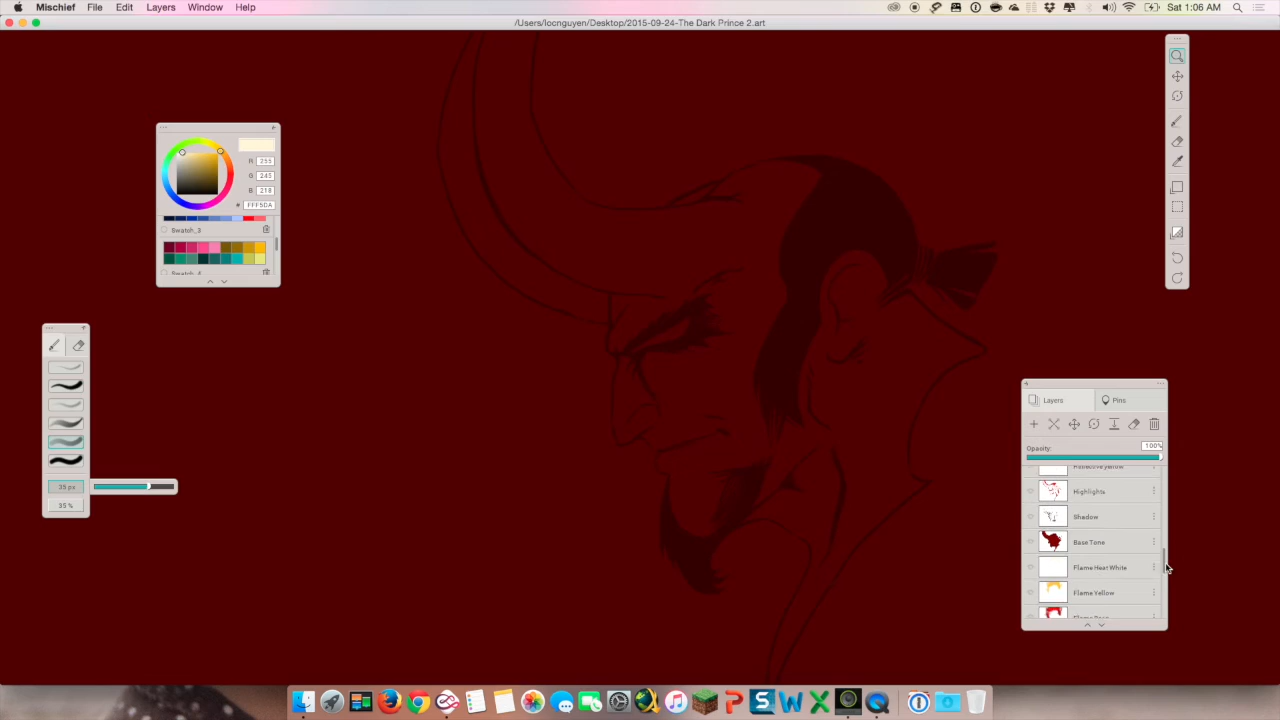 Mischief File Edit Layers Window Help Sat 1:06 AM
/Users/locnguyen/Desktop/2015-09-24-The Dark Prince 2.art
R 255
G 245
B 218
# FFF5DA
Swatch_3
Swatch_4
35 px
35 %
Layers Pins
Opacity: 100%
Highlights
Shadow
Base Tone
Flame Heat White
Flame Yellow